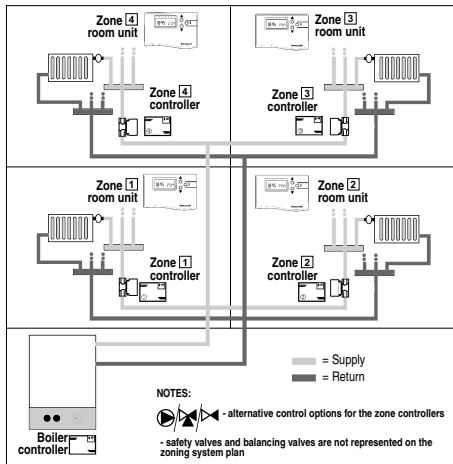 Zone 4
room unit
Zone 3
room unit
Zone 4
controller
Zone 3
controller
Zone 1
room unit
Zone 2
room unit
Zone 1
controller
Zone 2
controller
= Supply
= Return
NOTES:
- alternative control options for the zone controllers
- safety valves and balancing valves are not represented on the
zoning system plan
Boiler
controller